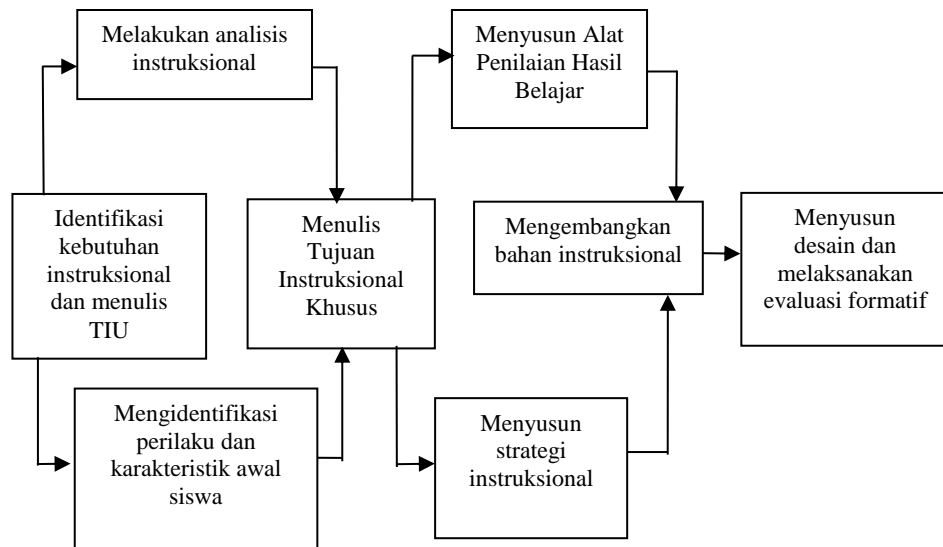 Melakukan analisis
instruksional
Menyusun Alat
Penilaian Hasil
Belajar
Identifikasi
kebutuhan
instruksional
dan menulis
TIU
Menulis
Tujuan
Instruksional
Khusus
Mengembangkan
bahan instruksional
Menyusun
desain dan
melaksanakan
evaluasi formatif
Mengidentifikasi
perilaku dan
karakteristik awal
siswa
Menyusun
strategi
instruksional